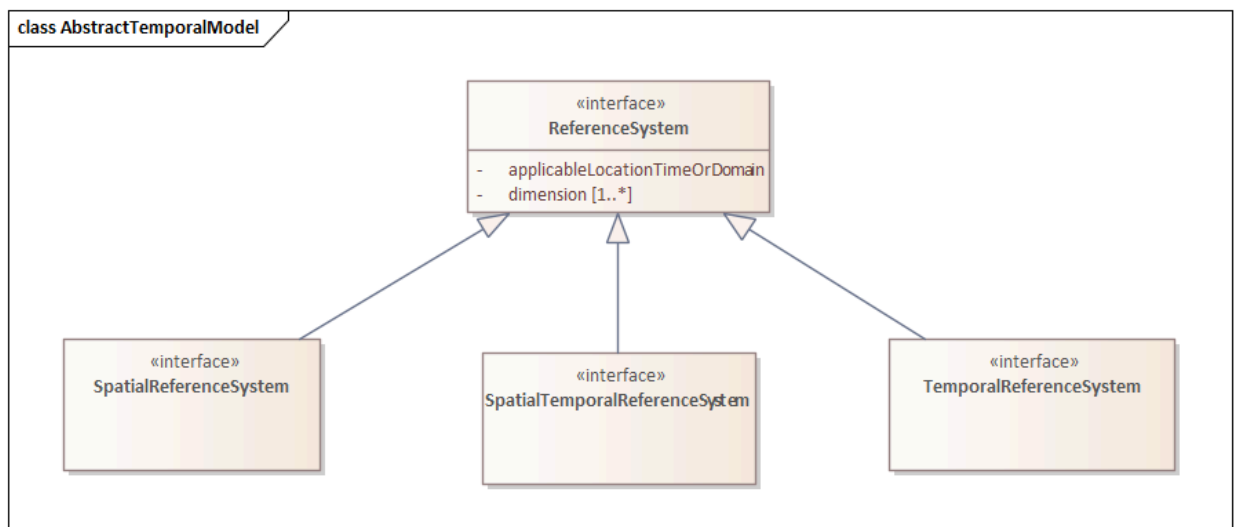 class AbstractTemporalModel
«interface»
ReferenceSystem
- applicableLocationTimeOrDomain
- dimension [1..*]
«interface»
SpatialReferenceSystem
«interface»
SpatialTemporalReferenceSystem
«interface»
TemporalReferenceSystem